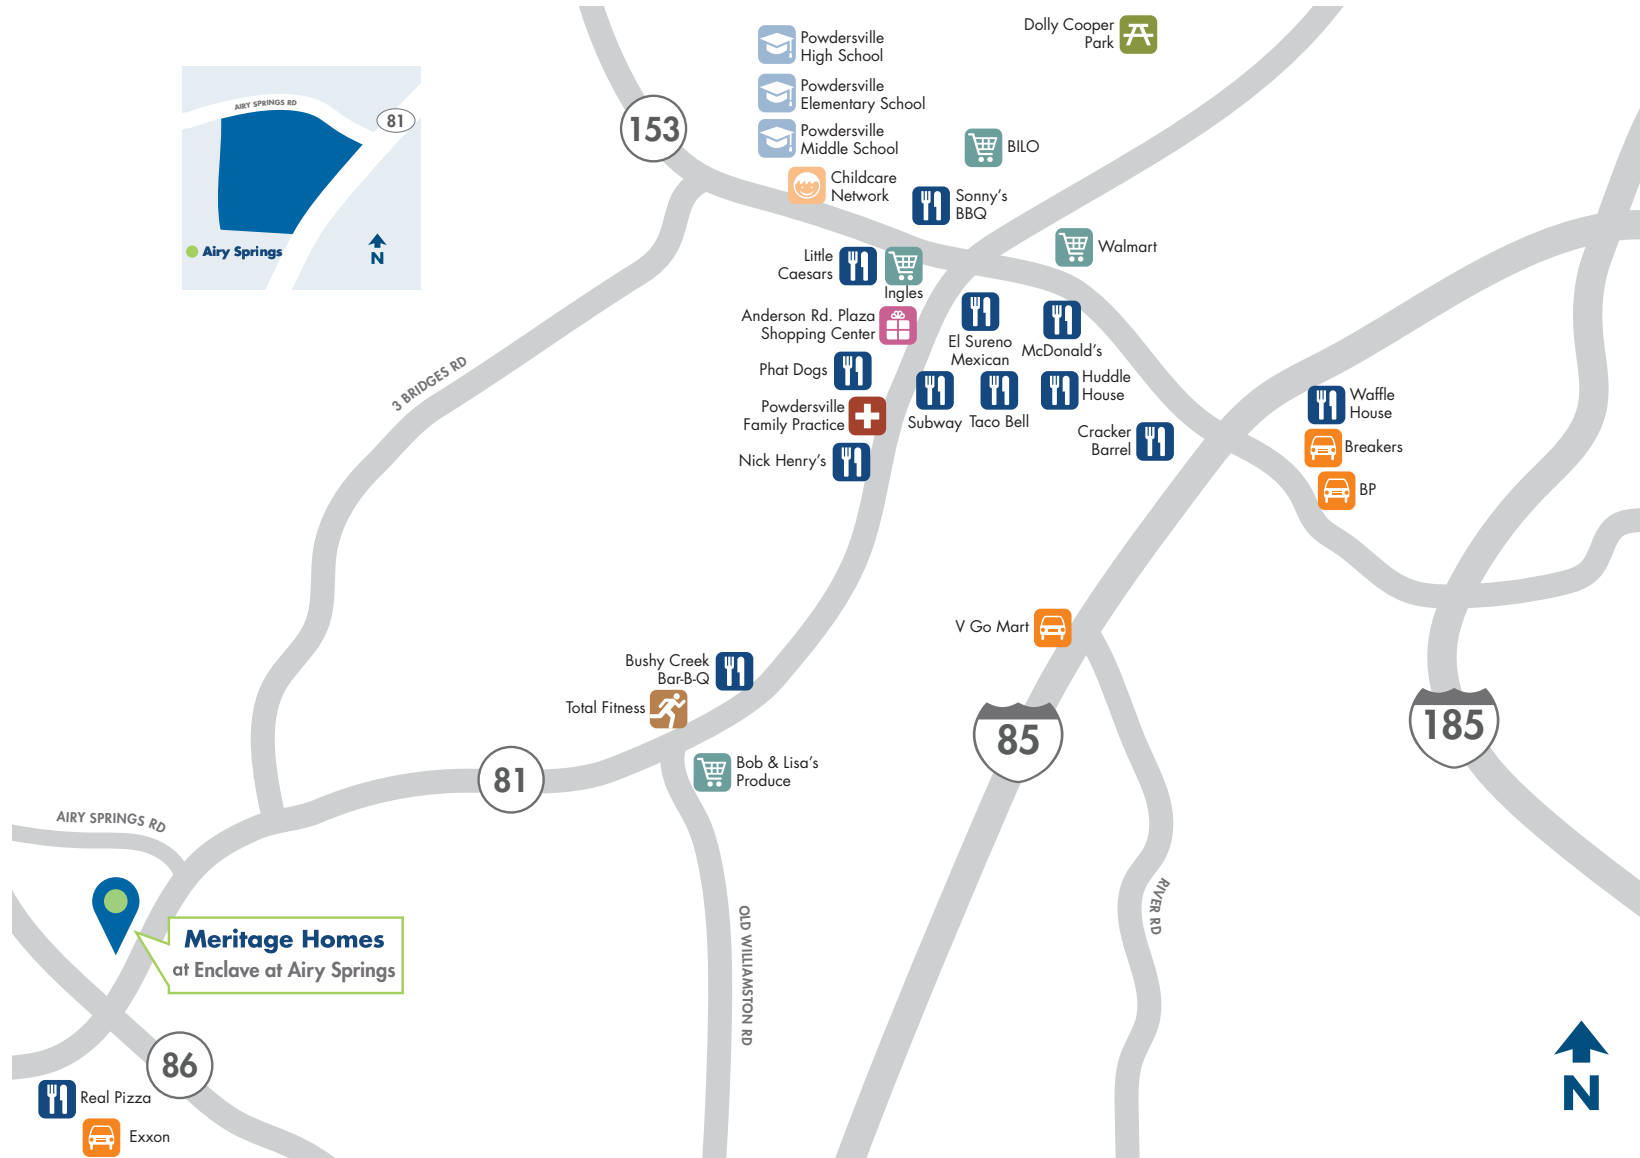 Dolly Cooper
Park
Powdersville
High School
Powdersville
Elementary School
Powdersville
Middle School
153
AIRY SPRINGS RD
81
Airy Springs
N
BILO
Childcare
Network
Sonny's
BBQ
Walmart
Little
Caesars
Ingles
Anderson Rd. Plaza
Shopping Center
El Sureno
Mexican
McDonald's
Phat Dogs
3 BRIDGES RD
Huddle
House
Subway
Taco Bell
Powdersville
Family Practice
Nick Henry's
Cracker
Barrel
Waffle
House
Breakers
BP
V Go Mart
Bushy Creek
Bar-B-Q
Total Fitness
Bob & Lisa's
Produce
81
85
185
AIRY SPRINGS RD
RIVER RD
OLD WILLIAMSTON RD
Meritage Homes
at Enclave at Airy Springs
86
Real Pizza
Exxon
N